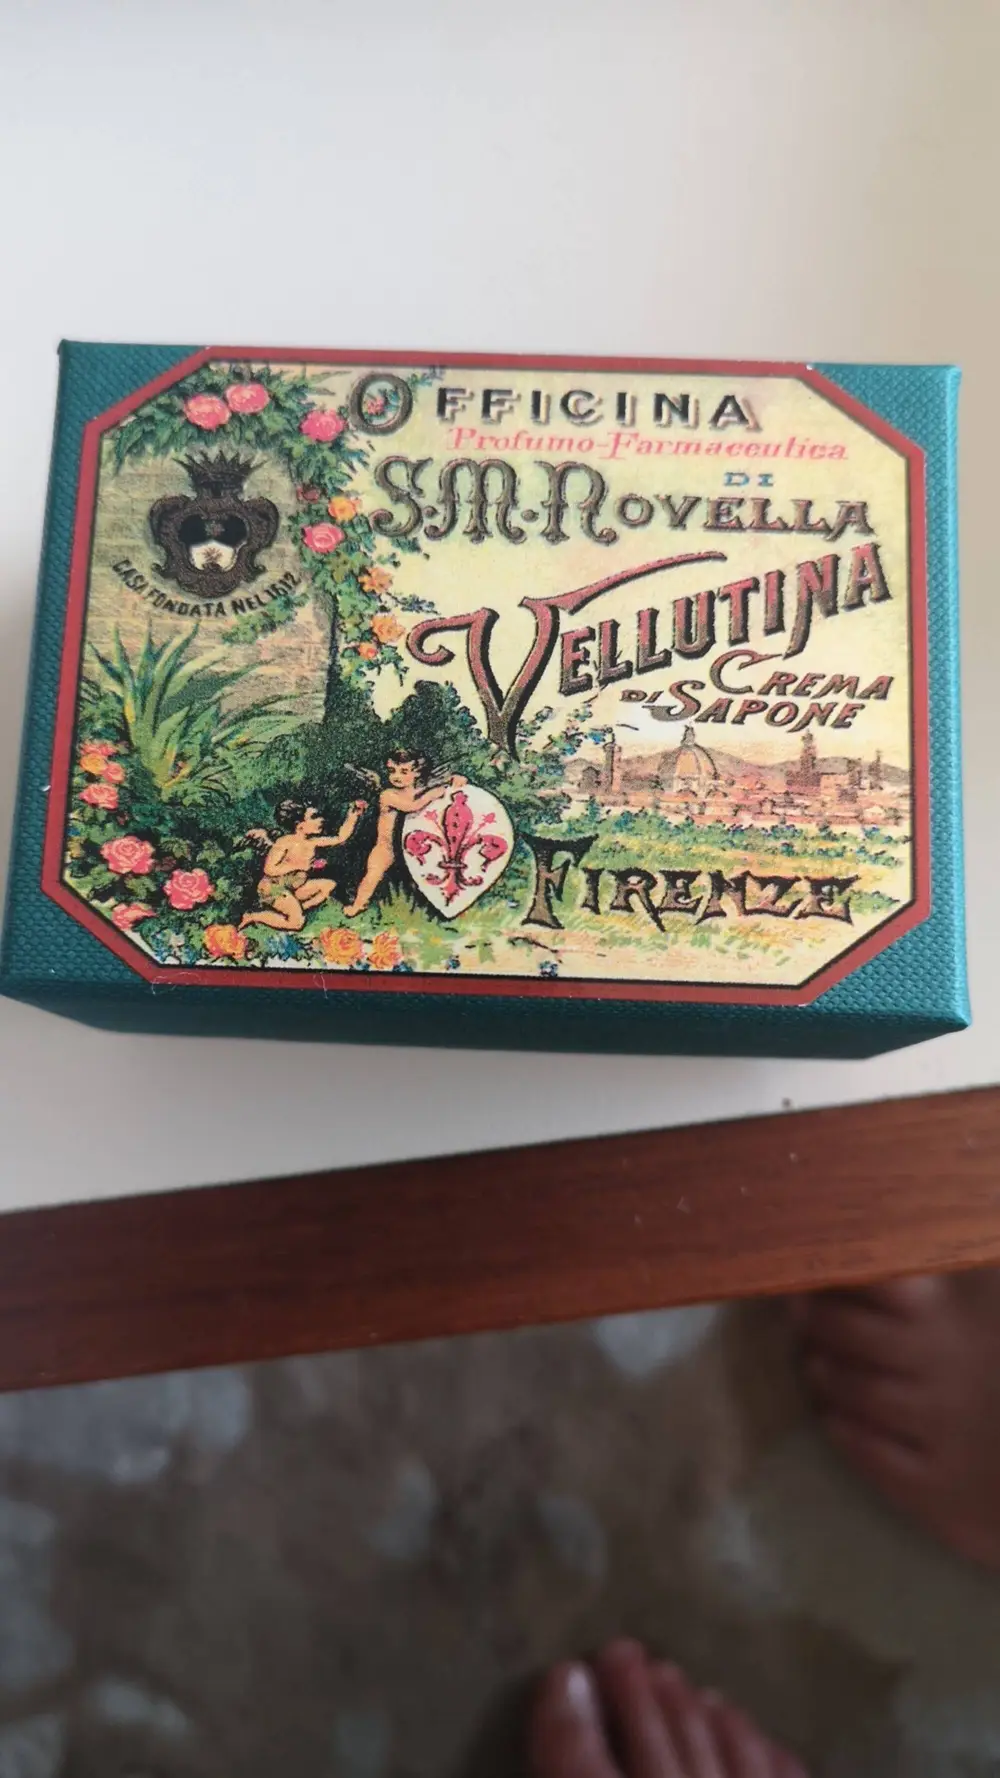 OFFICINA
Profumo-Farmaceutica
DI
S.M.NOVELLA
CASA FONDATA NEL 1612
VELLUTINA
CREMA
DI SAPONE
FIRENZE